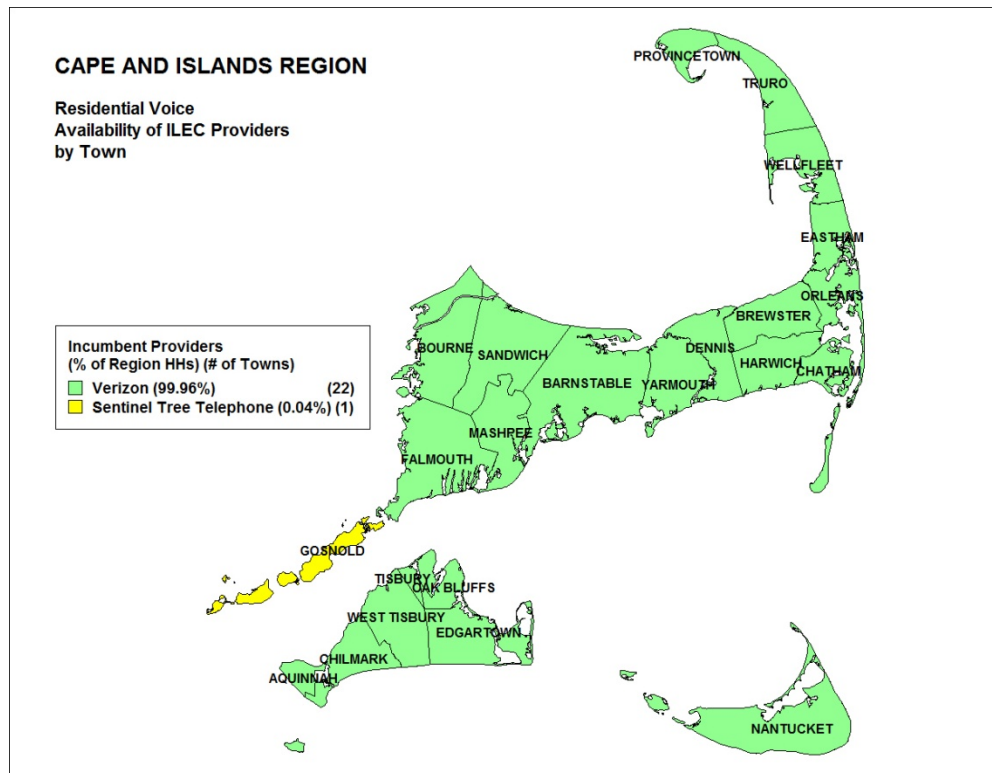 CAPE AND ISLANDS REGION
Residential Voice
Availability of ILEC Providers
by Town
Incumbent Providers
(% of Region HHs) (# of Towns)
Verizon (99.96%) (22)
Sentinel Tree Telephone (0.04%) (1)
PROVINCETOWN
TRURO
WELLFLEET
EASTHAM
ORLEANS
BREWSTER
DENNIS
HARWICH
CHATHAM
BOURNE
SANDWICH
BARNSTABLE
YARMOUTH
MASHPEE
FALMOUTH
GOSNOLD
TISBURY
OAK BLUFFS
WEST TISBURY
EDGARTOWN
CHILMARK
AQUINNAH
NANTUCKET